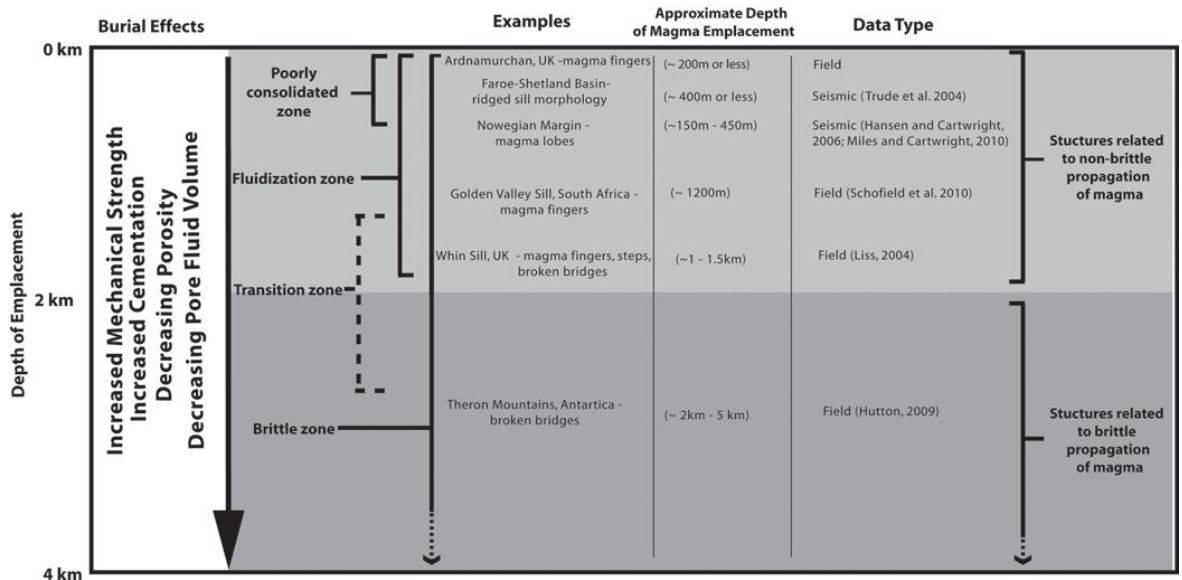 Burial Effects
Examples
Approximate Depth
of Magma Emplacement
Data Type
0 km
2 km
4 km
Depth of Emplacement
Increased Mechanical Strength
Increased Cementation
Decreasing Porosity
Decreasing Pore Fluid Volume
Poorly
consolidated
zone
Fluidization zone
Transition zone
Brittle zone
Ardnamurchan, UK -magma fingers
(~ 200m or less)
Field
Faroe-Shetland Basin-
ridged sill morphology
(~ 400m or less)
Seismic (Trude et al. 2004)
Nowegian Margin -
magma lobes
(~150m - 450m)
Seismic (Hansen and Cartwright,
2006; Miles and Cartwright, 2010)
Golden Valley Sill, South Africa -
magma fingers
(~ 1200m)
Field (Schofield et al. 2010)
Whin Sill, UK - magma fingers, steps,
broken bridges
(~1 - 1.5km)
Field (Liss, 2004)
Theron Mountains, Antartica -
broken bridges
(~ 2km - 5 km)
Field (Hutton, 2009)
Stuctures related
to non-brittle
propagation
of magma
Stuctures related
to brittle
propagation
of magma